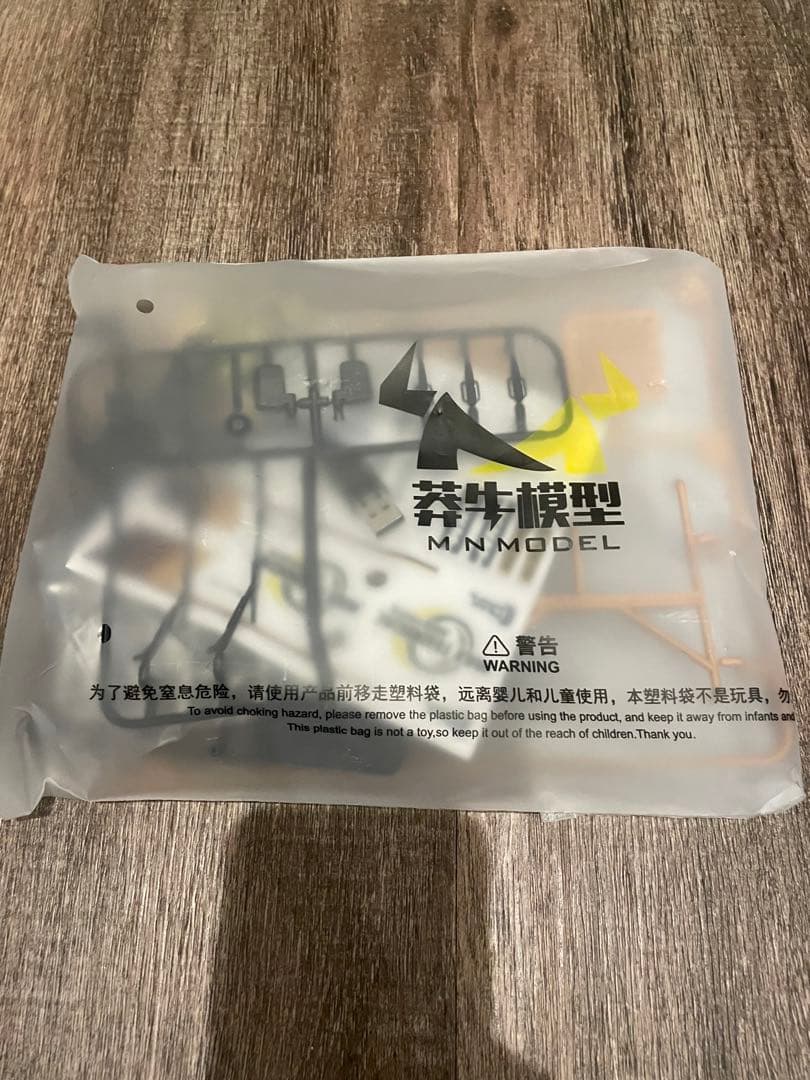 莽牛模型
MN MODEL
警告
WARNING
为了避免窒息危险，请使用产品前移走塑料袋，远离婴儿和儿童使用，本塑料袋不是玩具，勿
To avoid choking hazard, please remove the plastic bag before using the product, and keep it away from infants and
This plastic bag is not a toy,so keep it out of the reach of children.Thank you.